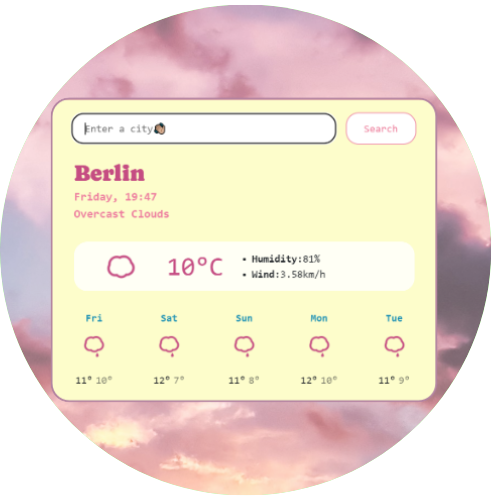 Enter a city
Search
Berlin
Friday, 19:47
Overcast Clouds
10°C
• Humidity:81%
• Wind:3.58km/h
Fri Sat Sun Mon Tue
11° 10° 12° 7° 11° 8° 12° 10° 11° 9°